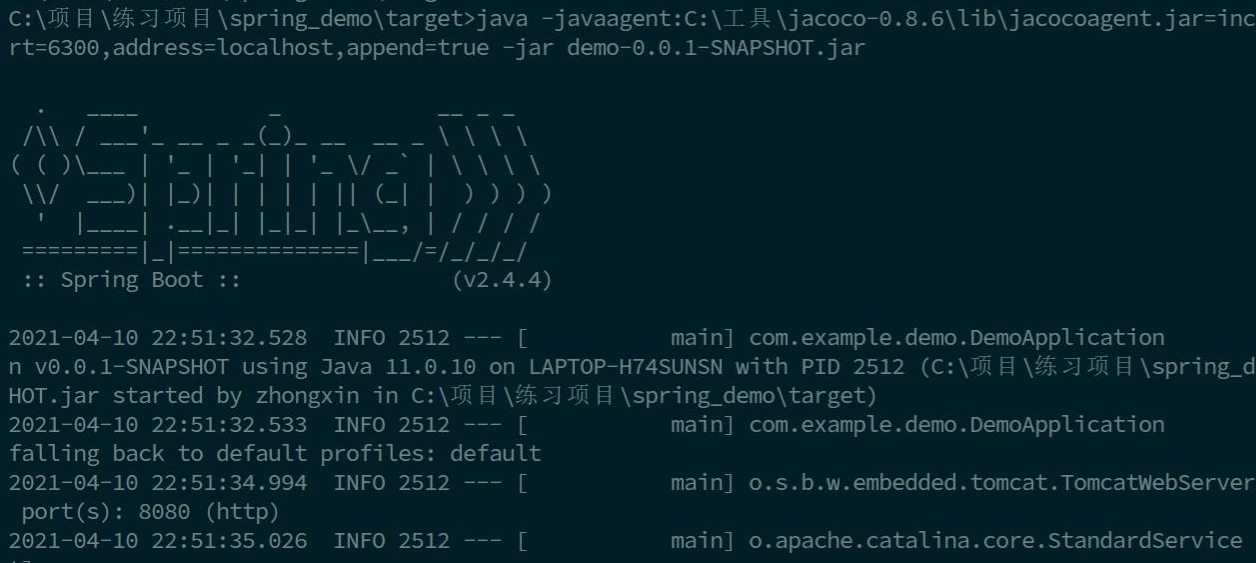 C:\项目\练习项目\spring_demo\target>java -javaagent:C:\工具\jacoco-0.8.6\lib\jacocoagent.jar=inc
rt=6300,address=localhost,append=true -jar demo-0.0.1-SNAPSHOT.jar
  .   ____          _            __ _ _
 /\\ / ___'_ __ _ _(_)_ __  __ _ \ \ \ \
( ( )\___ | '_ | '_| | '_ \/ _` | \ \ \ \
 \\/  ___)| |_)| | | | | || (_| |  ) ) ) )
  '  |____| .__|_| |_|_| |_\__, | / / / /
 =========|_|==============|___/=/_/_/_/
 :: Spring Boot ::                (v2.4.4)
2021-04-10 22:51:32.528  INFO 2512 --- [           main] com.example.demo.DemoApplication
n v0.0.1-SNAPSHOT using Java 11.0.10 on LAPTOP-H74SUNSN with PID 2512 (C:\项目\练习项目\spring_d
HOT.jar started by zhongxin in C:\项目\练习项目\spring_demo\target)
2021-04-10 22:51:32.533  INFO 2512 --- [           main] com.example.demo.DemoApplication
falling back to default profiles: default
2021-04-10 22:51:34.994  INFO 2512 --- [           main] o.s.b.w.embedded.tomcat.TomcatWebServer
 port(s): 8080 (http)
2021-04-10 22:51:35.026  INFO 2512 --- [           main] o.apache.catalina.core.StandardService